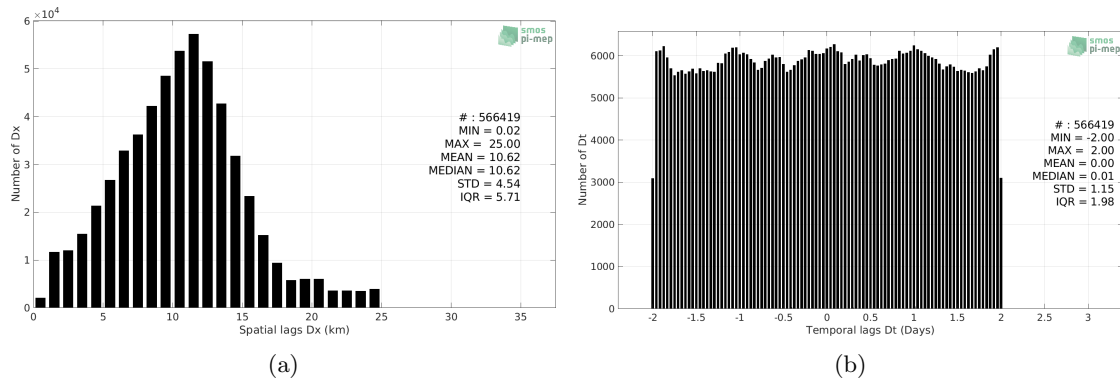 ×10⁴
6
5
4
3
2
1
0
Number of Dx
0 5 10 15 20 25 30 35
Spatial lags Dx (km)
smos
pi-mep
# : 566419
MIN = 0.02
MAX = 25.00
MEAN = 10.62
MEDIAN = 10.62
STD = 4.54
IQR = 5.71
(a)
6000
5000
4000
3000
2000
1000
0
Number of Dt
-2 -1.5 -1 -0.5 0 0.5 1 1.5 2 2.5 3
Temporal lags Dt (Days)
smos
pi-mep
# : 566419
MIN = -2.00
MAX = 2.00
MEAN = 0.00
MEDIAN = 0.01
STD = 1.15
IQR = 1.98
(b)